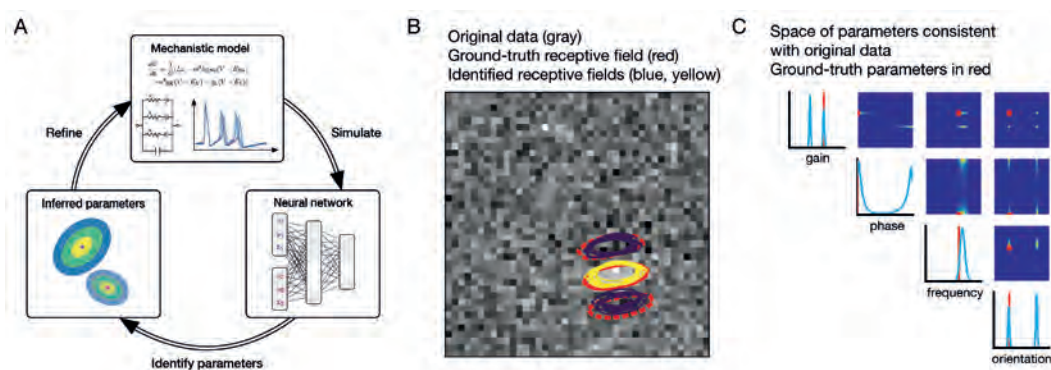 A
Mechanistic model
Refine
Simulate
Inferred parameters
Neural network
Identify parameters
B
Original data (gray)
Ground-truth receptive field (red)
Identified receptive fields (blue, yellow)
C
Space of parameters consistent
with original data
Ground-truth parameters in red
gain
phase
frequency
orientation